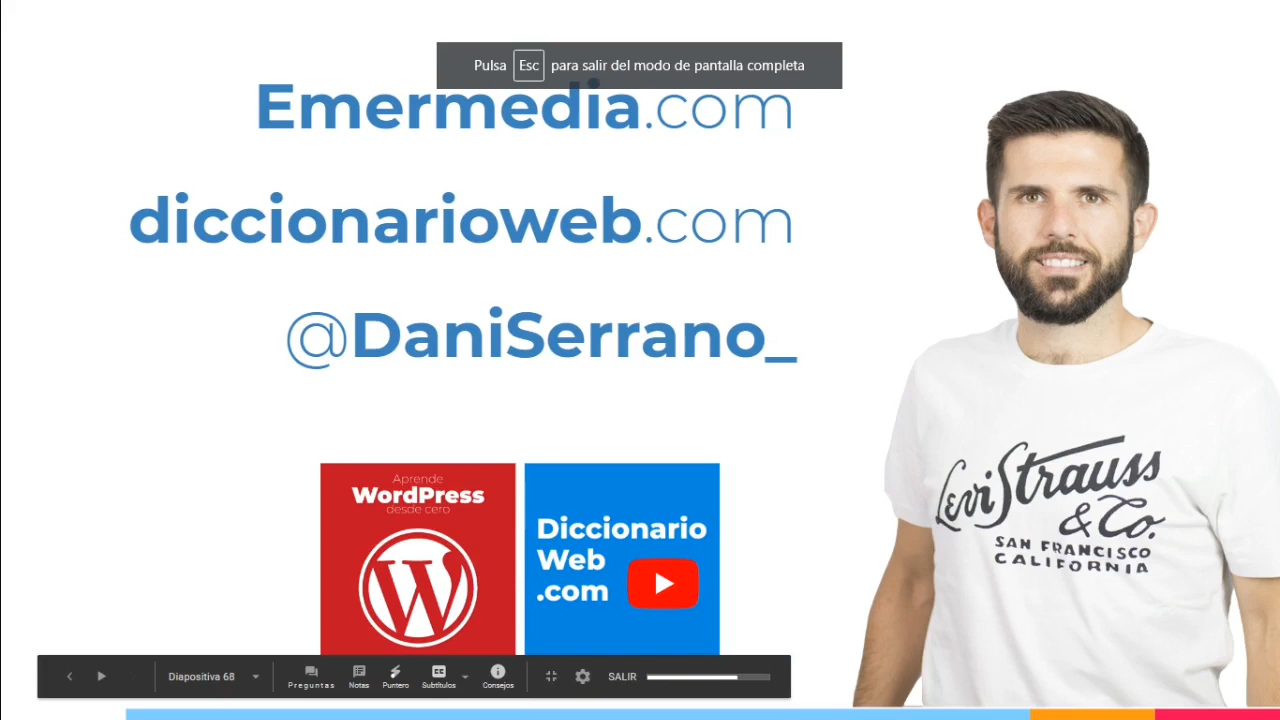 Pulsa Esc para salir del modo de pantalla completa
Emermedia.com
diccionarioweb.com
@DaniSerrano_
Aprende
WordPress
desde cero
Diccionario
Web
.com
Levi Strauss
& Co.
SAN FRANCISCO
CALIFORNIA
Diapositiva 68
Preguntas
Notas
Puntero
Subtítulos
Consejos
SALIR